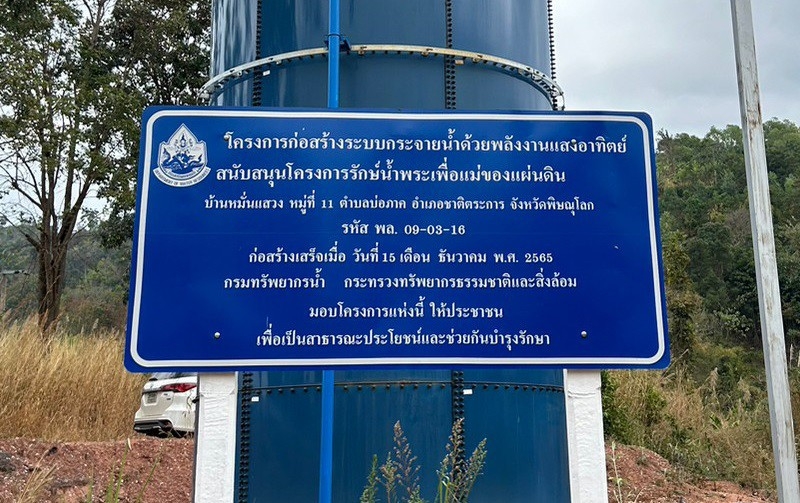 โครงการก่อสร้างระบบกระจายน้ำด้วยพลังงานแสงอาทิตย์
สนับสนุนโครงการรักษ์น้ำพระเพื่อแม่ของแผ่นดิน
บ้านหมั่นแสวง หมู่ที่ 11 ตำบลบ่อภาค อำเภอชาติตระการ จังหวัดพิษณุโลก
รหัส พล. 09-03-16
ก่อสร้างเสร็จเมื่อ วันที่ 15 เดือน ธันวาคม พ.ศ. 2565
กรมทรัพยากรน้ำ กระทรวงทรัพยากรธรรมชาติและสิ่งล้อม
มอบโครงการแห่งนี้ ให้ประชาชน
เพื่อเป็นสาธารณะประโยชน์และช่วยกันบำรุงรักษา